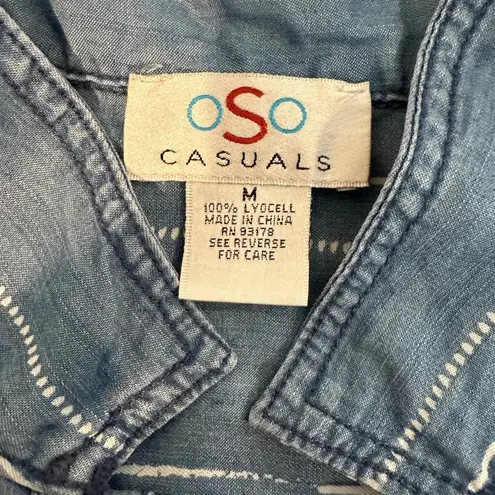 oSo
CASUALS
M
100% LYOCELL
MADE IN CHINA
RN 93178
SEE REVERSE
FOR CARE